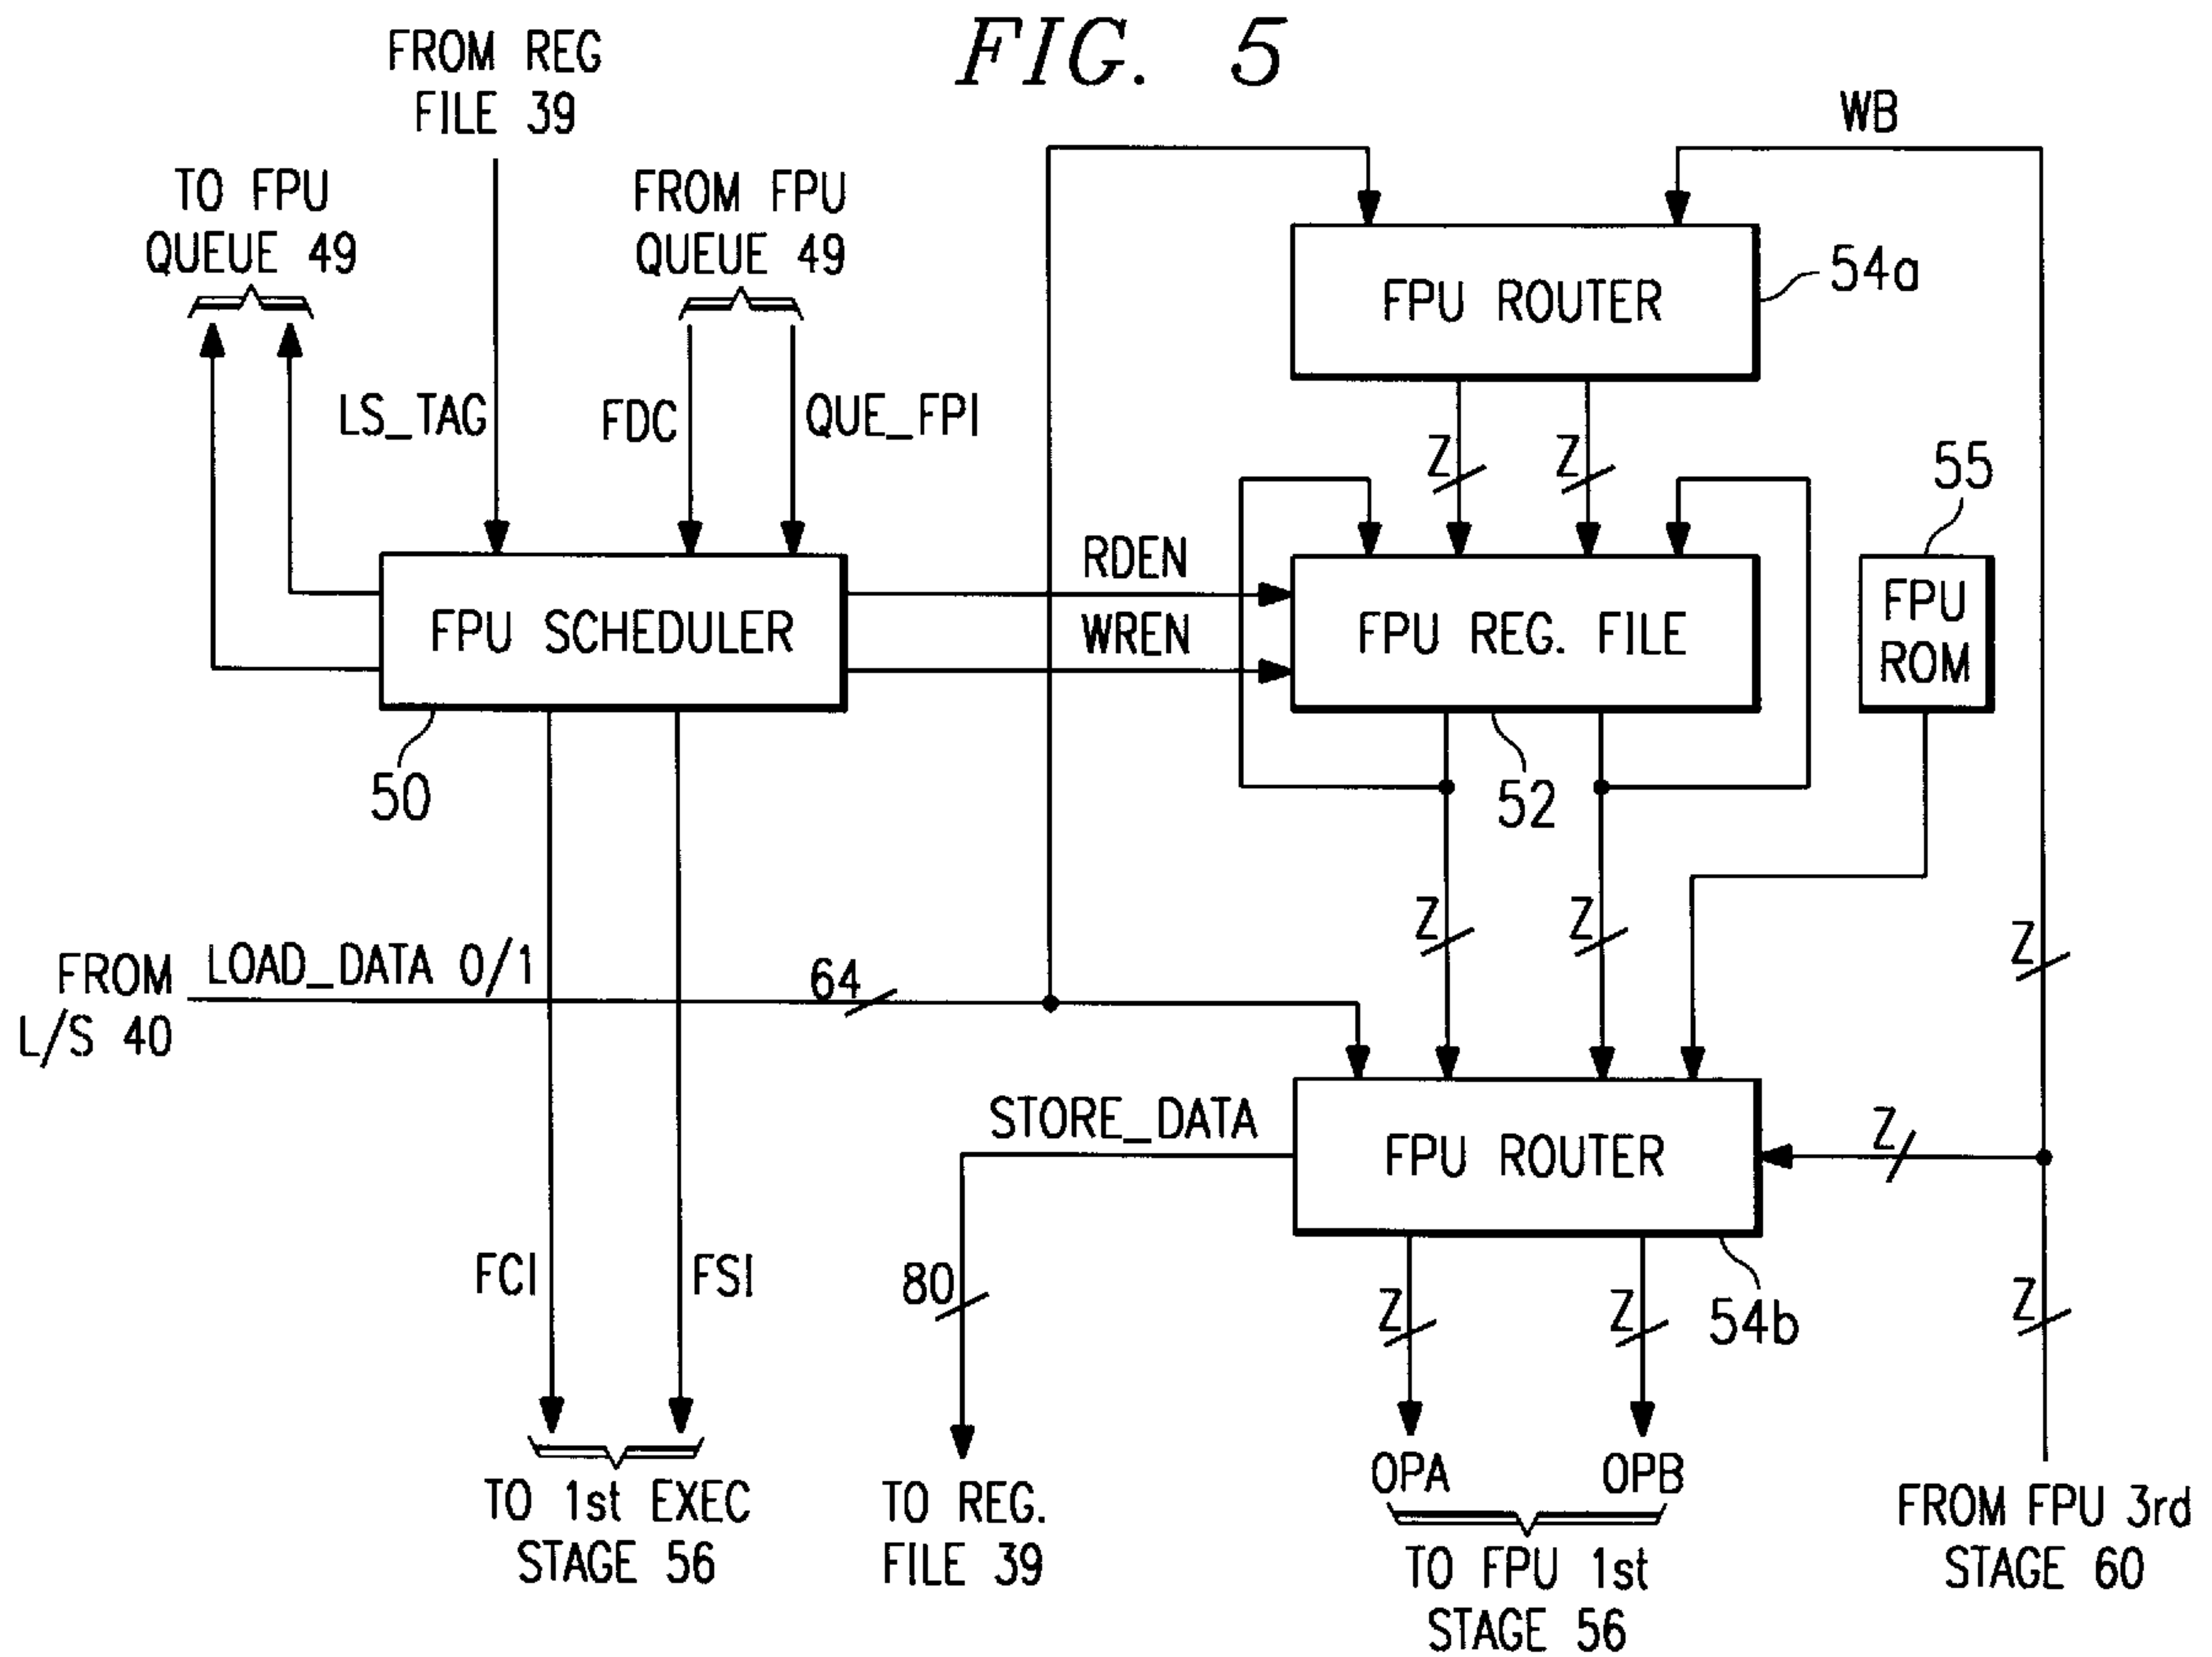 FIG. 5
FROM REG
FILE 39
WB
TO FPU
QUEUE 49
FROM FPU
QUEUE 49
FPU ROUTER
54a
LS_TAG
FDC
QUE_FPI
Z
Z
55
RDEN
WREN
FPU SCHEDULER
FPU REG. FILE
FPU
ROM
50
52
Z
Z
Z
FROM
L/S 40
LOAD_DATA 0/1
64
STORE_DATA
FPU ROUTER
Z
FCI
FSI
80
Z
Z
54b
Z
OPA
OPB
TO 1st EXEC
STAGE 56
TO REG.
FILE 39
TO FPU 1st
STAGE 56
FROM FPU 3rd
STAGE 60